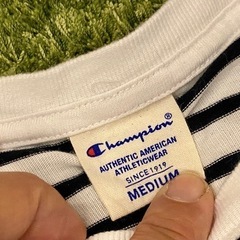 Champion
AUTHENTIC AMERICAN
ATHLETICWEAR
SINCE 1919
MEDIUM